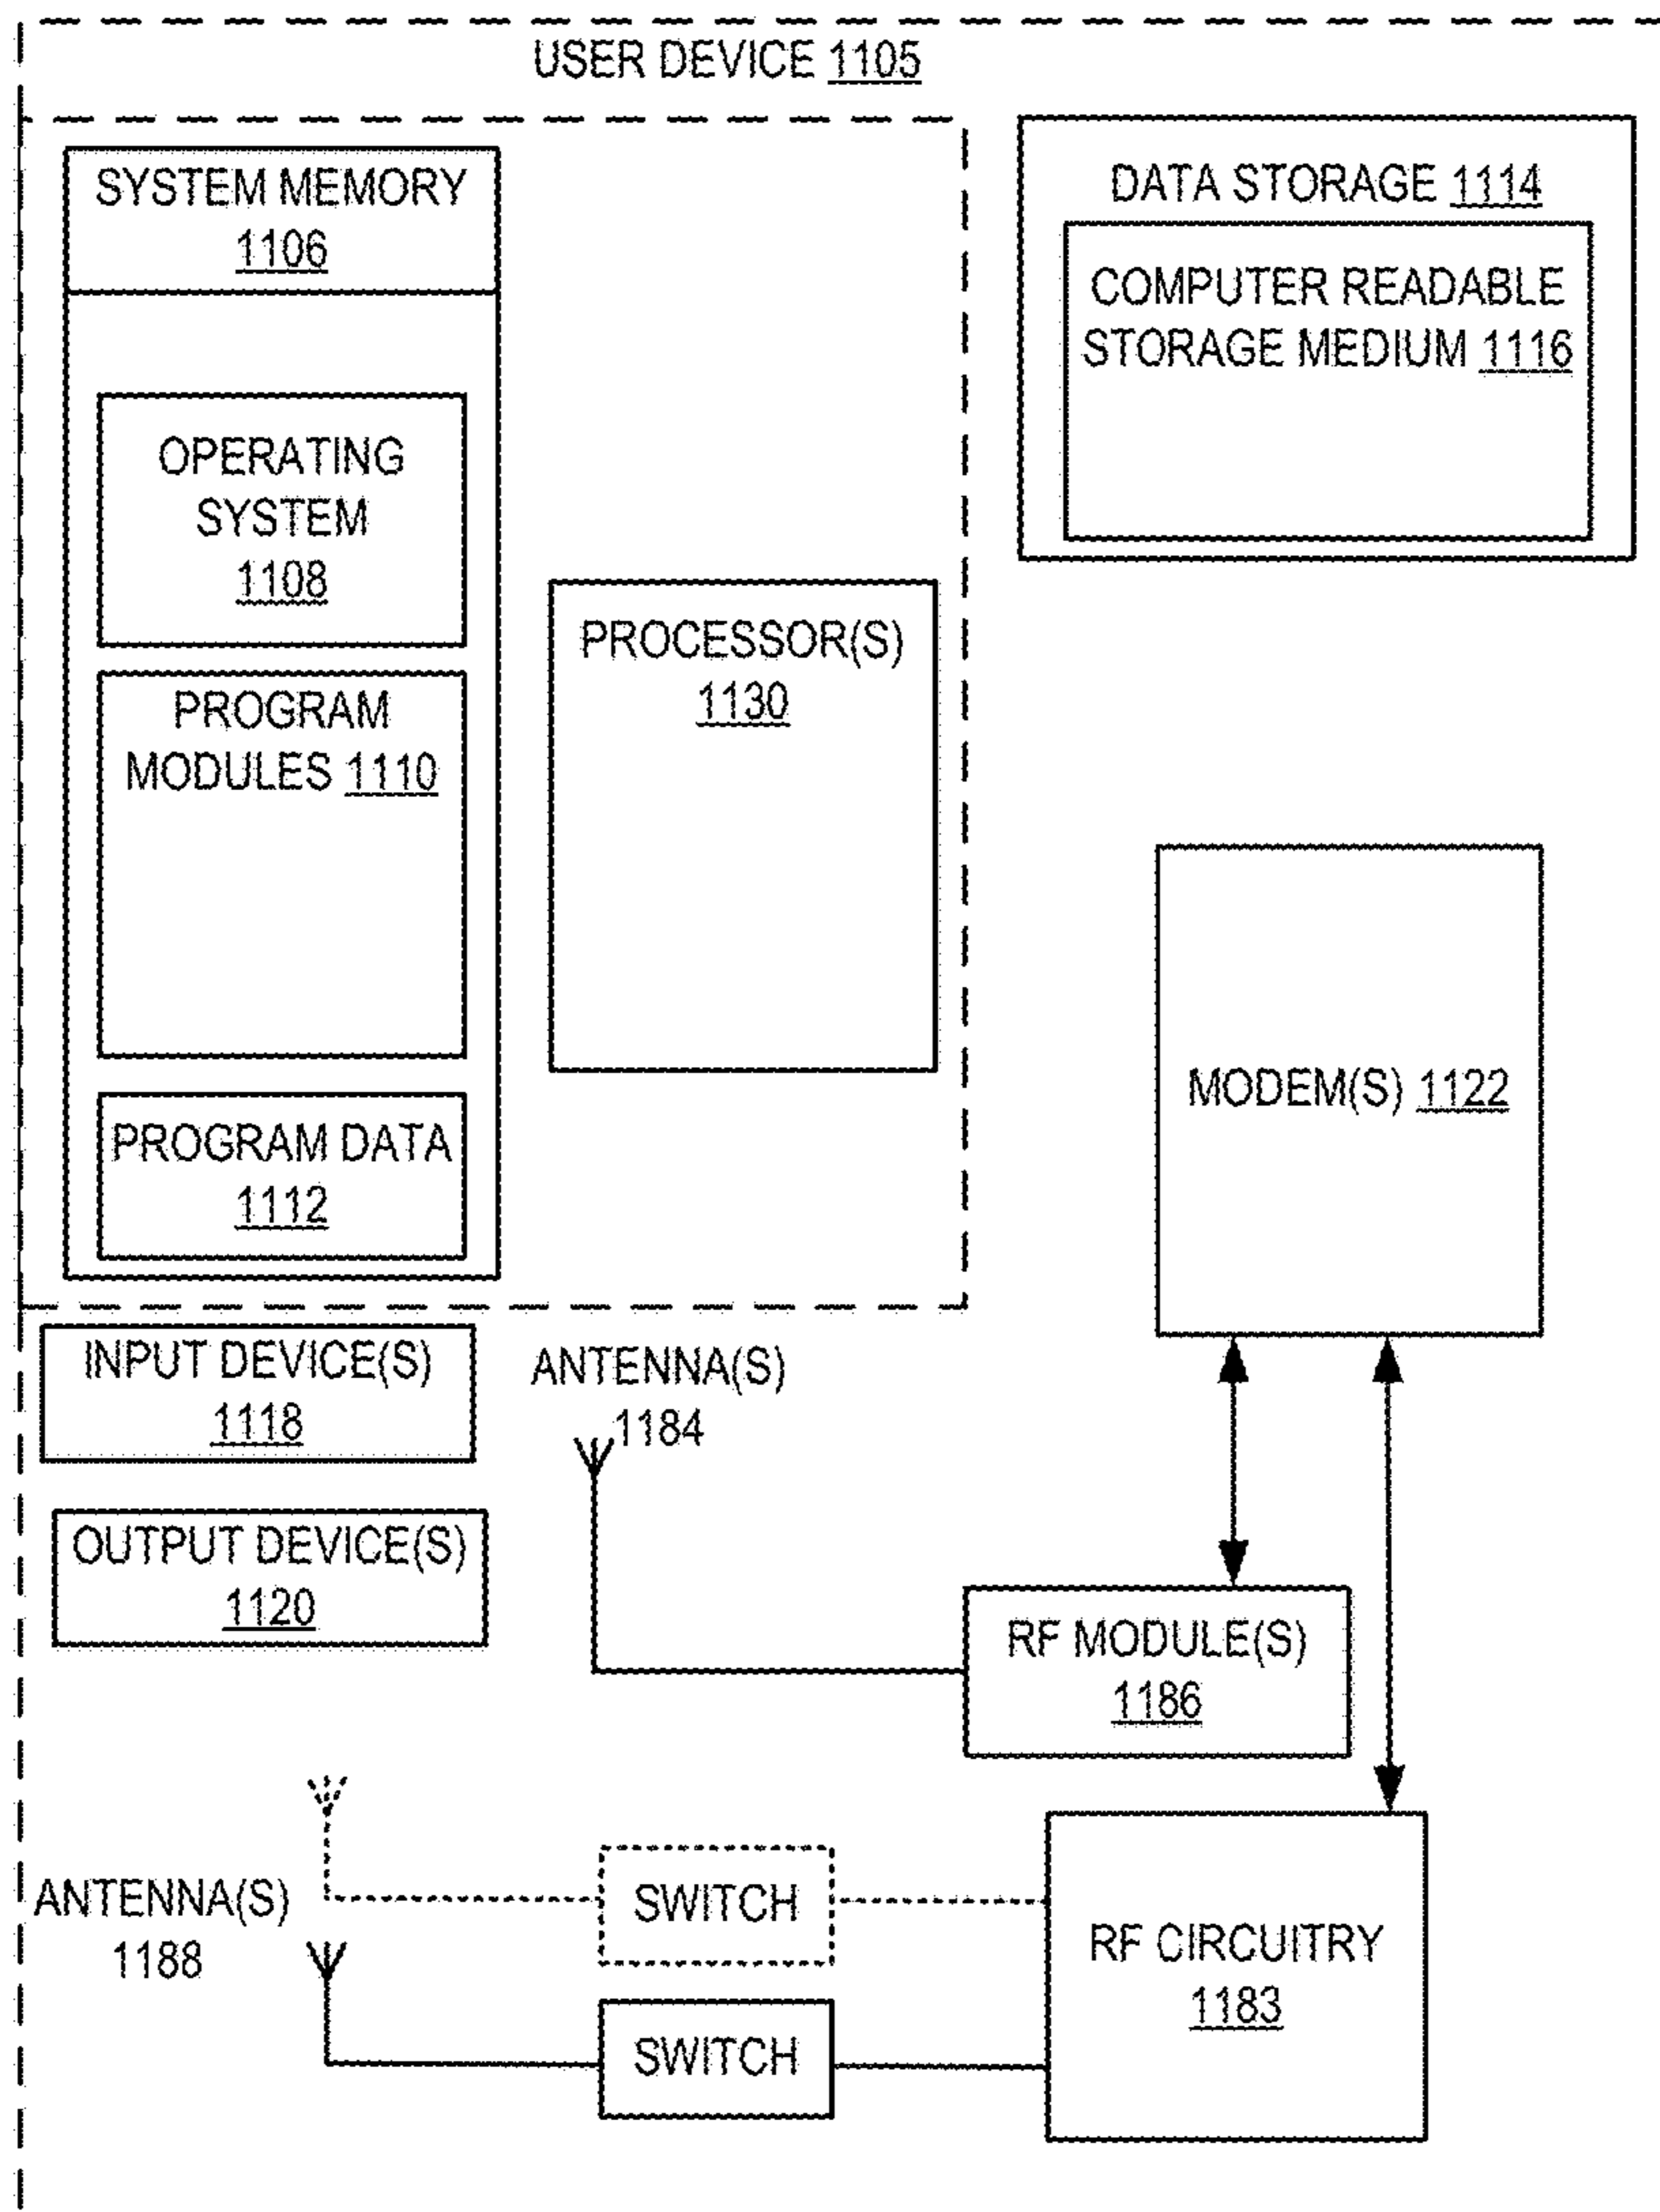 USER DEVICE 1105
SYSTEM MEMORY
1106
OPERATING
SYSTEM
1108
PROGRAM
MODULES 1110
PROGRAM DATA
1112
PROCESSOR(S)
1130
DATA STORAGE 1114
COMPUTER READABLE
STORAGE MEDIUM 1116
MODEM(S) 1122
INPUT DEVICE(S)
1118
OUTPUT DEVICE(S)
1120
ANTENNA(S)
1184
RF MODULE(S)
1186
ANTENNA(S)
1188
SWITCH
SWITCH
RF CIRCUITRY
1183